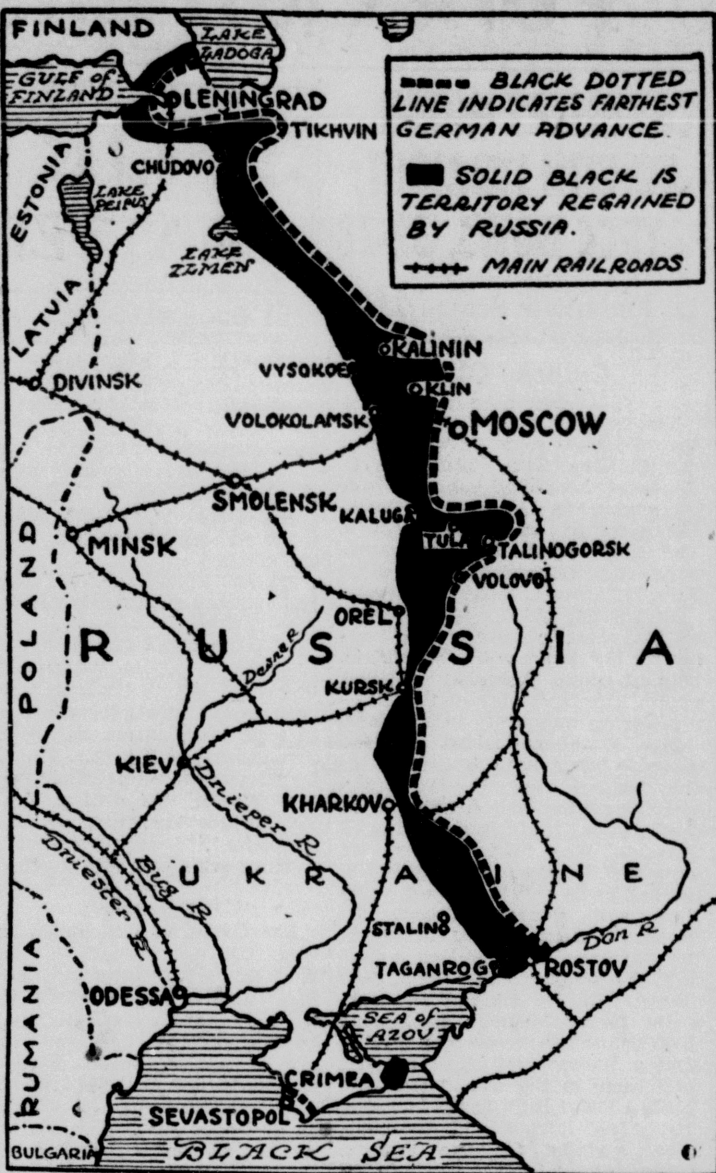 FINLAND
LAKE
LADOGA
GULF of
FINLAND
LENINGRAD
TIKHVIN
CHUDOVO
ESTONIA
LAKE
PEIPUS
LAKE
ILMEN
LATVIA
BLACK DOTTED
LINE INDICATES FARTHEST
GERMAN ADVANCE.
SOLID BLACK IS
TERRITORY REGAINED
BY RUSSIA.
MAIN RAILROADS
KALININ
VYSOKOE
KLIN
DIVINSK
VOLOKOLAMSK
MOSCOW
SMOLENSK
KALUGA
MINSK
TULA
TALINOGORSK
VOLOVO
POLAND
OREL
RUSSIA
Desna R
KURSK
KIEV
Dnieper R
KHARKOV
UKRAINE
Bug R
Dniester R
STALINO
Don R
TAGANROG
ROSTOV
ODESSA
SEA of
AZOV
RUMANIA
CRIMEA
SEVASTOPOL
BULGARIA
BLACK SEA